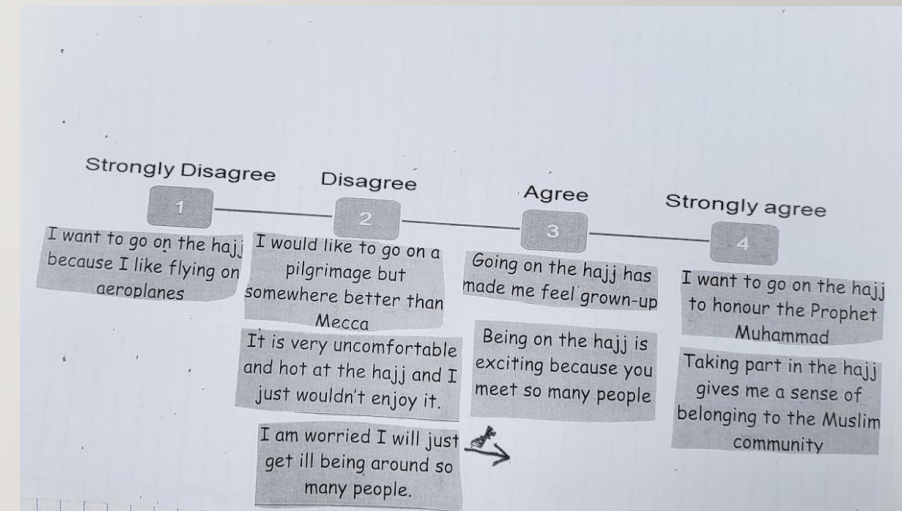 Strongly Disagree
Disagree
Agree
Strongly agree
1
2
3
4
I want to go on the hajj
because I like flying on
aeroplanes
I would like to go on a
pilgrimage but
somewhere better than
Mecca
It is very uncomfortable
and hot at the hajj and I
just wouldn't enjoy it.
I am worried I will just
get ill being around so
many people.
Going on the hajj has
made me feel grown-up
Being on the hajj is
exciting because you
meet so many people
I want to go on the hajj
to honour the Prophet
Muhammad
Taking part in the hajj
gives me a sense of
belonging to the Muslim
community